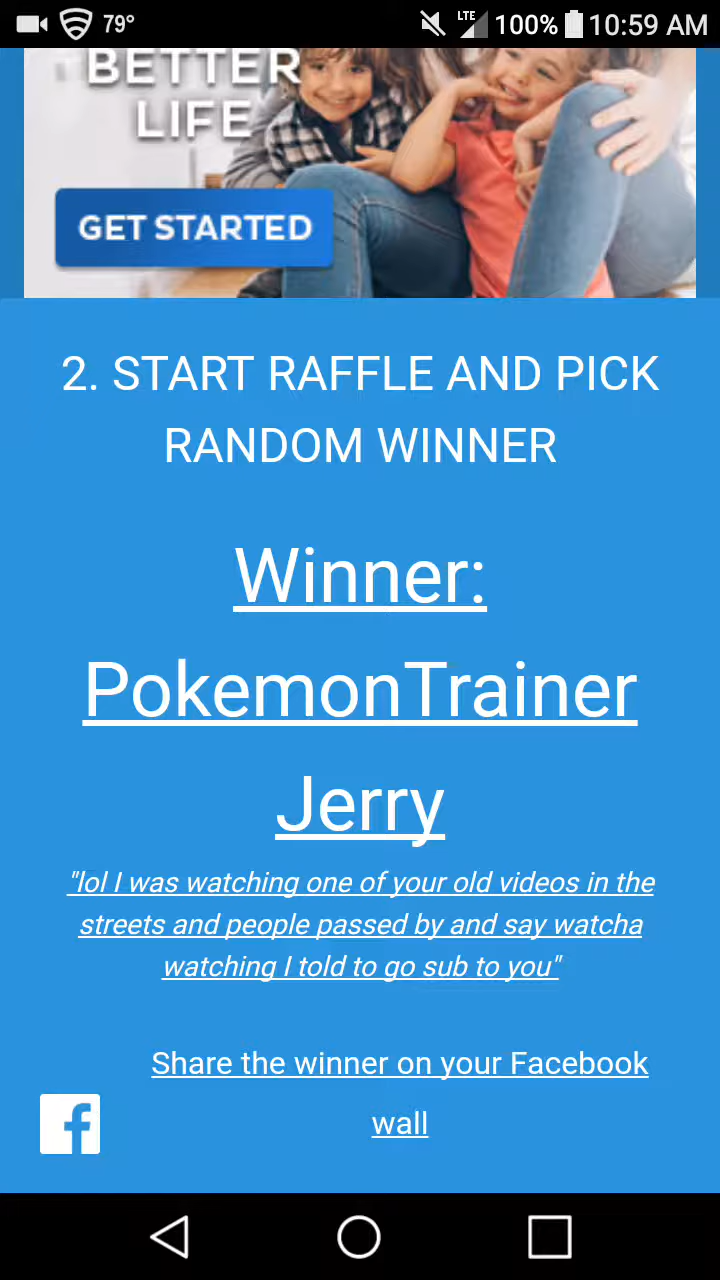 79° LTE 100% 10:59 AM
BETTER
LIFE
GET STARTED
2. START RAFFLE AND PICK
RANDOM WINNER
Winner:
PokemonTrainer
Jerry
"lol I was watching one of your old videos in the
streets and people passed by and say watcha
watching I told to go sub to you"
Share the winner on your Facebook
wall